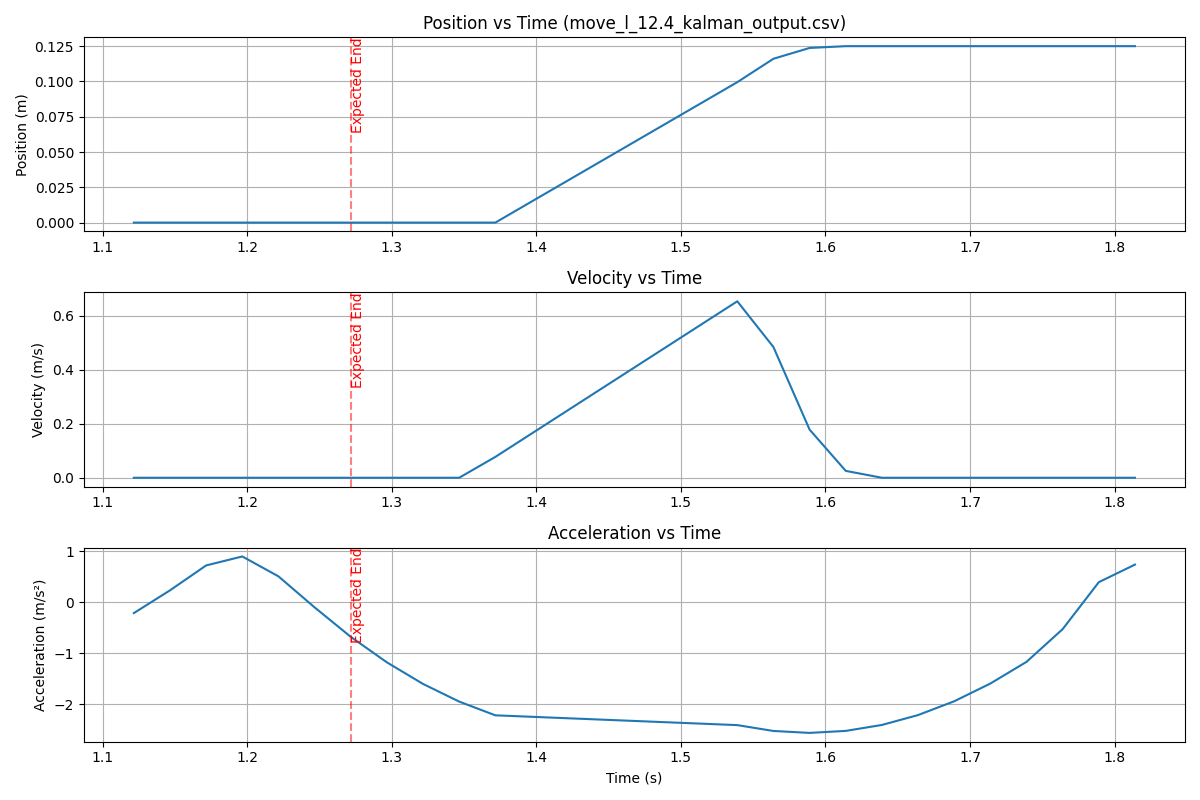 Position vs Time (move_l_12.4_kalman_output.csv)
Position (m)
0.125
0.100
0.075
0.050
0.025
0.000
Expected End
1.1 1.2 1.3 1.4 1.5 1.6 1.7 1.8
Velocity vs Time
Velocity (m/s)
0.6
0.4
0.2
0.0
Expected End
1.1 1.2 1.3 1.4 1.5 1.6 1.7 1.8
Acceleration vs Time
Acceleration (m/s²)
1
0
−1
−2
Expected End
1.1 1.2 1.3 1.4 1.5 1.6 1.7 1.8
Time (s)